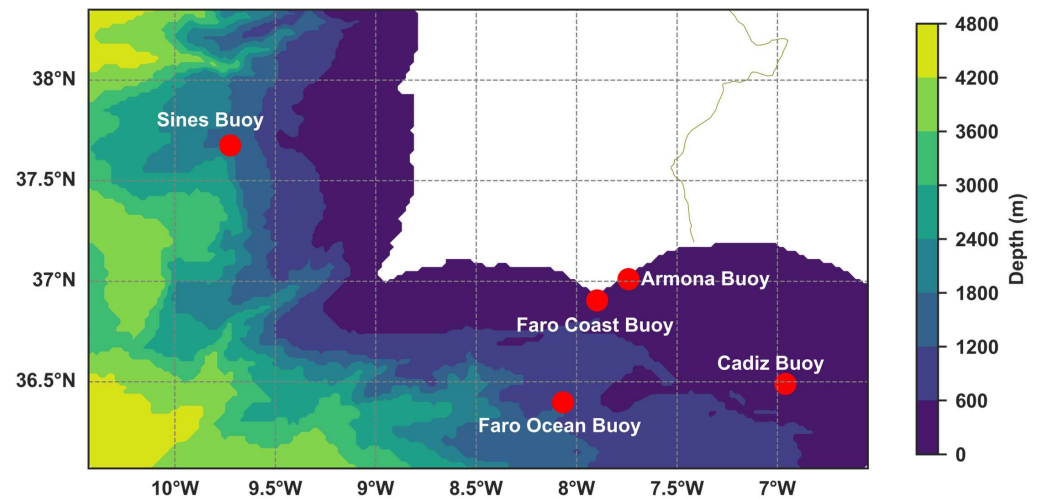 38°N
37.5°N
37°N
36.5°N
10°W
9.5°W
9°W
8.5°W
8°W
7.5°W
7°W
Sines Buoy
Armona Buoy
Faro Coast Buoy
Cadiz Buoy
Faro Ocean Buoy
4800
4200
3600
3000
2400
1800
1200
600
0
Depth (m)